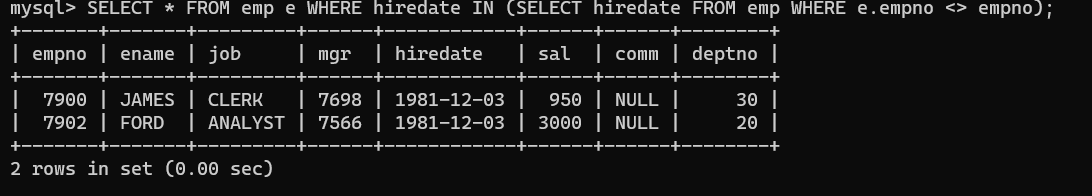 mysql> SELECT * FROM emp e WHERE hiredate IN (SELECT hiredate FROM emp WHERE e.empno <> empno);
+-------+-------+---------+------+------------+------+------+--------+
| empno | ename | job     | mgr  | hiredate   | sal  | comm | deptno |
+-------+-------+---------+------+------------+------+------+--------+
|  7900 | JAMES | CLERK   | 7698 | 1981-12-03 |  950 | NULL |     30 |
|  7902 | FORD  | ANALYST | 7566 | 1981-12-03 | 3000 | NULL |     20 |
+-------+-------+---------+------+------------+------+------+--------+
2 rows in set (0.00 sec)